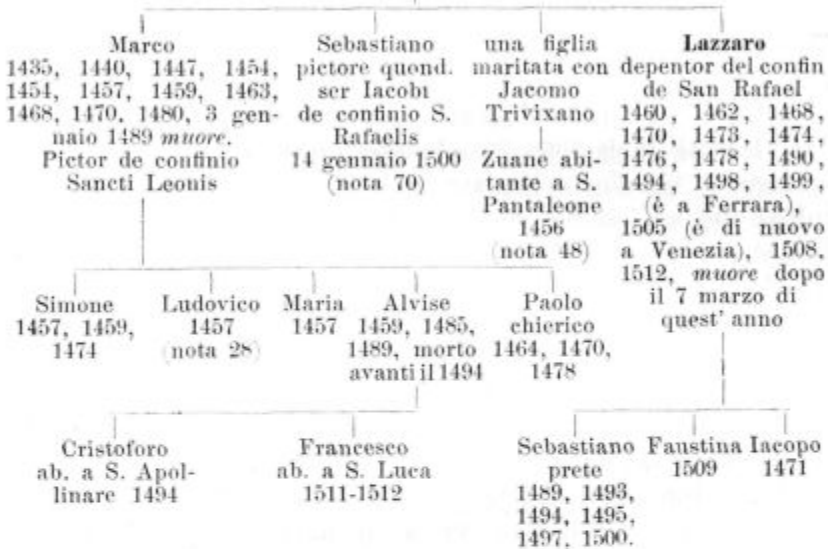 Marco
1435, 1440, 1447, 1454,
1454, 1457, 1459, 1463,
1468, 1470, 1480, 3 gen-
naio 1489 muore.
Pictor de confinio
Sancti Leonis
Sebastiano
pictore quond.
ser Iacobi
de confinio S.
Rafaelis
14 gennaio 1500
(nota 70)
una figlia
maritata con
Jacomo
Trivixano
Zuane abi-
tante a S.
Pantaleone
1456
(nota 48)
Lazzaro
depentor del confin
de San Rafael
1460, 1462, 1468,
1470, 1473, 1474,
1476, 1478, 1490,
1494, 1498, 1499,
(è a Ferrara),
1505 (è di nuovo
a Venezia), 1508,
1512, muore dopo
il 7 marzo di
quest' anno
Simone
1457, 1459,
1474
Ludovico
1457
(nota 28)
Maria
1457
Alvise
1459, 1485,
1489, morto
avanti il 1494
Paolo
chierico
1464, 1470,
1478
Cristoforo
ab. a S. Apol-
linare 1494
Francesco
ab. a S. Luca
1511-1512
Sebastiano
prete
1489, 1493,
1494, 1495,
1497, 1500.
Faustina
1509
Iacopo
1471